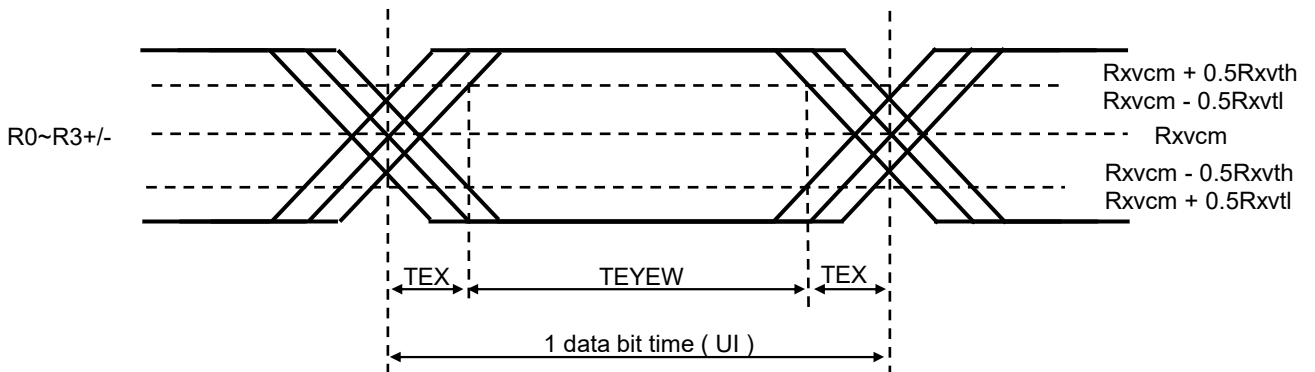 Rxvcm + 0.5Rxvth
Rxvcm - 0.5Rxvtl
R0~R3+/-
Rxvcm
Rxvcm - 0.5Rxvth
Rxvcm + 0.5Rxvtl
TEX
TEYEW
TEX
1 data bit time ( UI )